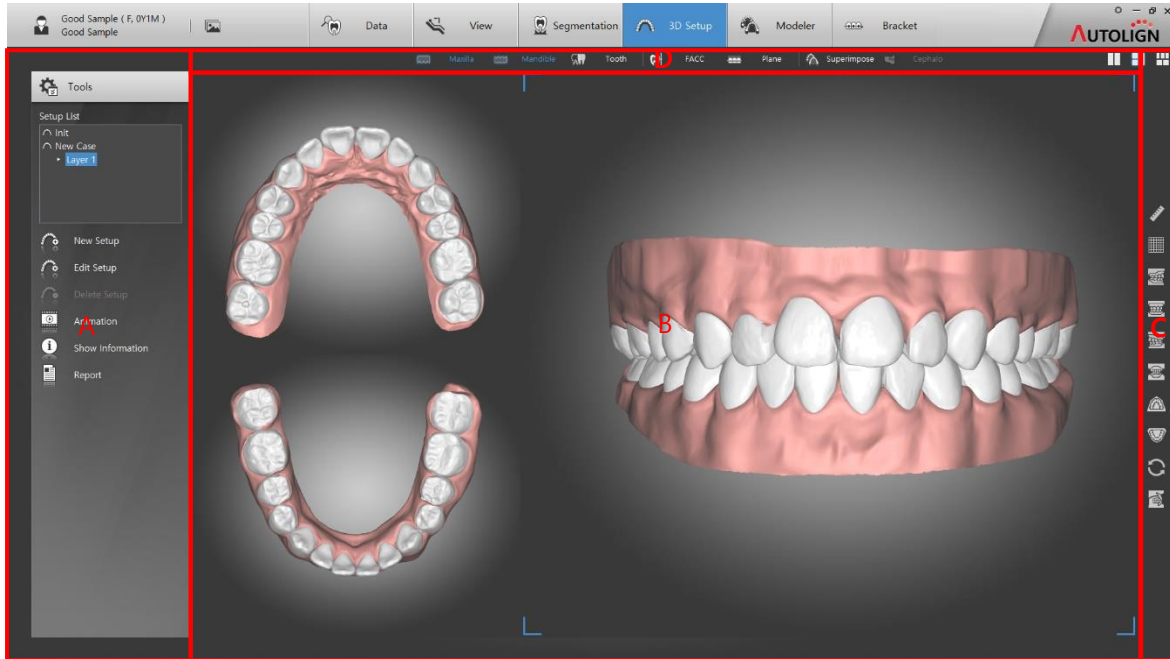 Good Sample ( F, 0Y1M )
Good Sample
Data
View
Segmentation
3D Setup
Modeler
Bracket
AUTOLIGN
Maxilla
Mandible
Tooth
D
FACC
Plane
Superimpose
Cephalo
Tools
Setup List
Init
New Case
Layer 1
New Setup
Edit Setup
Delete Setup
Animation
A
B
C
Show Information
Report